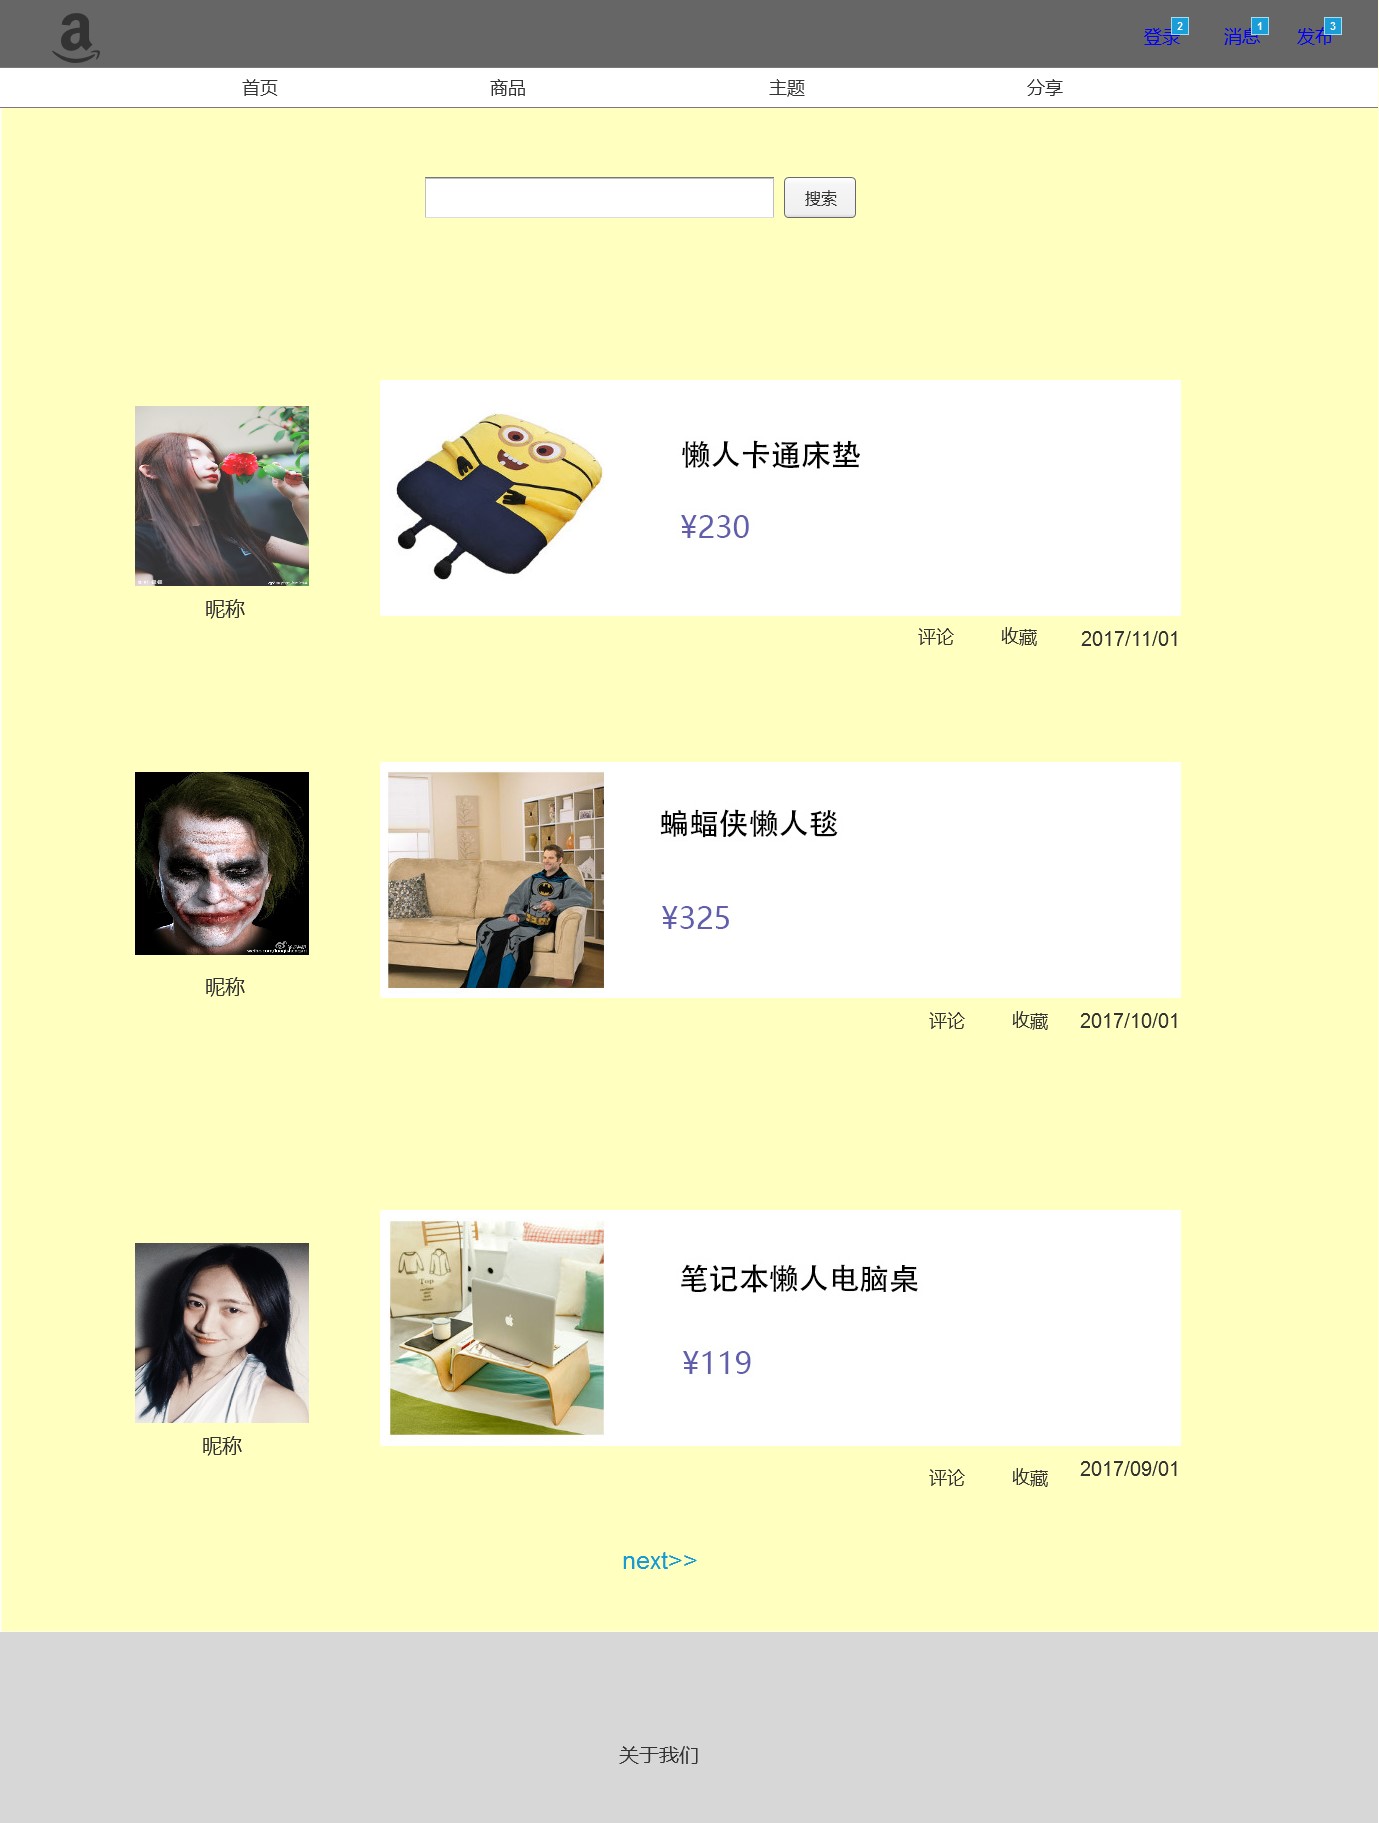 a
登录 2 消息 1 发布 3
首页 商品 主题 分享
搜索
懒人卡通床垫
¥230
昵称
评论 收藏 2017/11/01
蝙蝠侠懒人毯
¥325
昵称
评论 收藏 2017/10/01
笔记本懒人电脑桌
¥119
昵称
评论 收藏 2017/09/01
next>>
关于我们